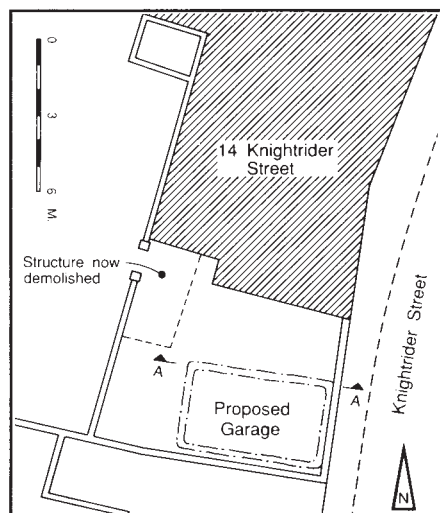 0
3
6 M.
14 Knightrider
Street
Structure now
demolished
A
A
Proposed
Garage
Knightrider Street
N